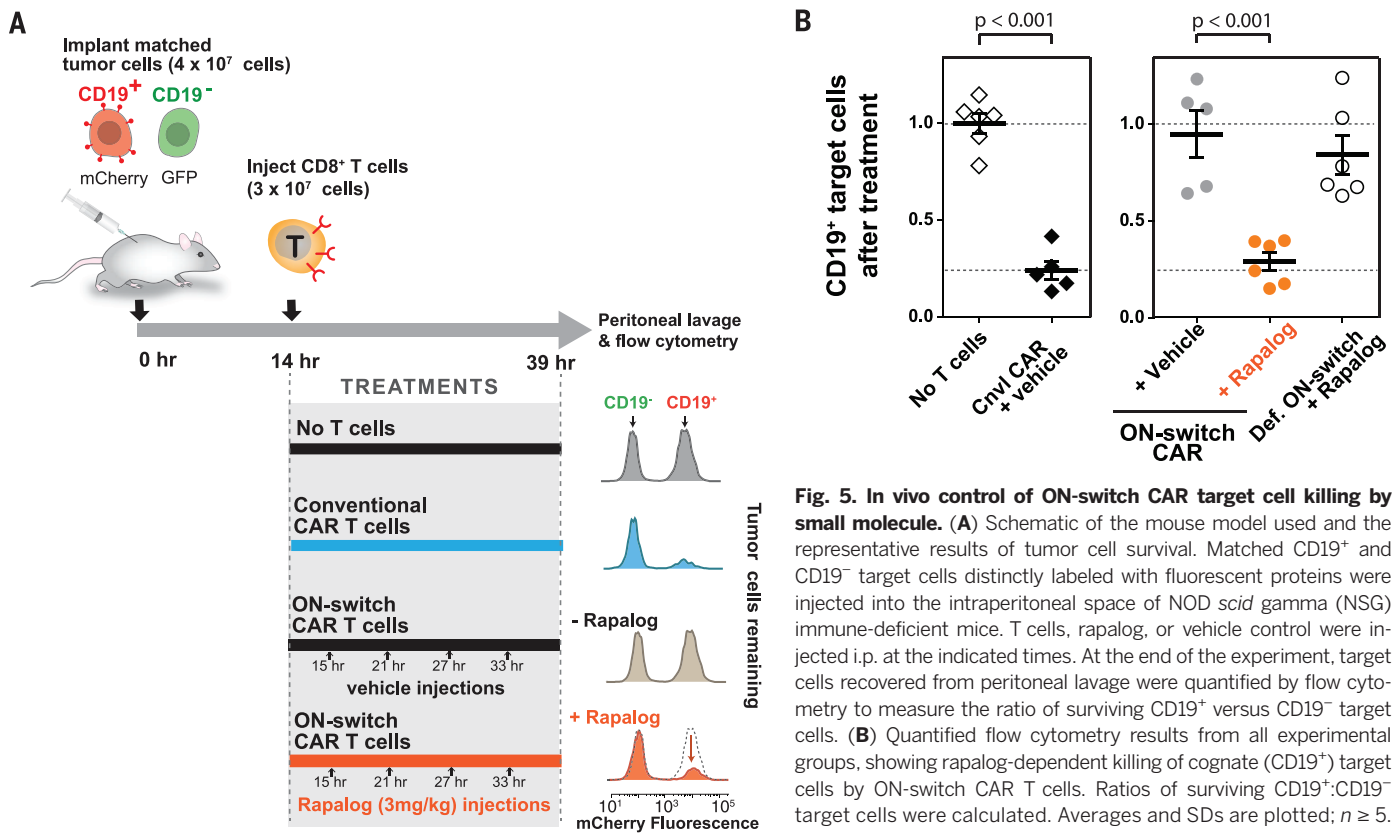 A
Implant matched
tumor cells (4 x 10⁷ cells)
CD19⁺ CD19⁻
mCherry GFP
Inject CD8⁺ T cells
(3 x 10⁷ cells)
T
0 hr 14 hr 39 hr
Peritoneal lavage
& flow cytometry
TREATMENTS
No T cells
Conventional
CAR T cells
ON-switch
CAR T cells
15 hr 21 hr 27 hr 33 hr
vehicle injections
ON-switch
CAR T cells
15 hr 21 hr 27 hr 33 hr
Rapalog (3mg/kg) injections
CD19⁻ CD19⁺
- Rapalog
+ Rapalog
10¹ 10³ 10⁵
mCherry Fluorescence
Tumor cells remaining
B
p < 0.001 p < 0.001
CD19⁺ target cells
after treatment
1.0 1.0
0.5 0.5
0.0 0.0
No T cells
Cnvl CAR
+ vehicle
+ Vehicle
+ Rapalog
Def. ON-switch
+ Rapalog
ON-switch
CAR
Fig. 5. In vivo control of ON-switch CAR target cell killing by
small molecule. (A) Schematic of the mouse model used and the
representative results of tumor cell survival. Matched CD19⁺ and
CD19⁻ target cells distinctly labeled with fluorescent proteins were
injected into the intraperitoneal space of NOD scid gamma (NSG)
immune-deficient mice. T cells, rapalog, or vehicle control were in-
jected i.p. at the indicated times. At the end of the experiment, target
cells recovered from peritoneal lavage were quantified by flow cyto-
metry to measure the ratio of surviving CD19⁺ versus CD19⁻ target
cells. (B) Quantified flow cytometry results from all experimental
groups, showing rapalog-dependent killing of cognate (CD19⁺) target
cells by ON-switch CAR T cells. Ratios of surviving CD19⁺:CD19⁻
target cells were calculated. Averages and SDs are plotted; n ≥ 5.